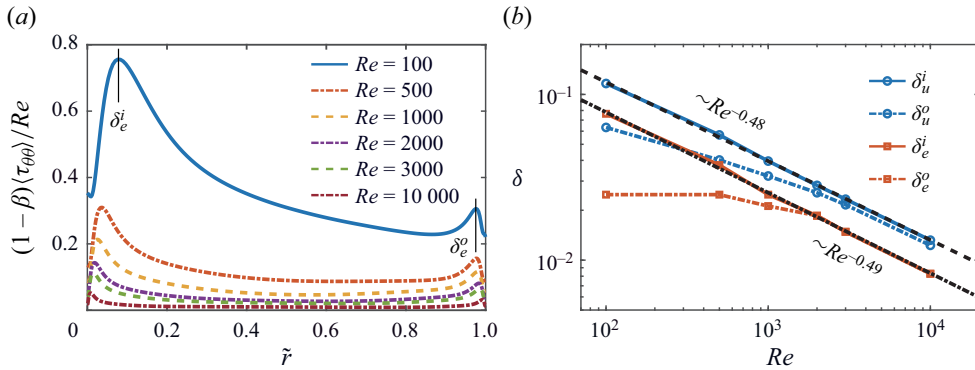 (a)
(b)
0.8
0.6
0.4
0.2
0
0.2
0.4
0.6
0.8
1.0
(1 − β)⟨τ_θθ⟩/Re
r̃
δ_e^i
δ_e^o
Re = 100
Re = 500
Re = 1000
Re = 2000
Re = 3000
Re = 10 000
10^−1
10^−2
10^2
10^3
10^4
δ
Re
~Re^−0.48
~Re^−0.49
δ_u^i
δ_u^o
δ_e^i
δ_e^o